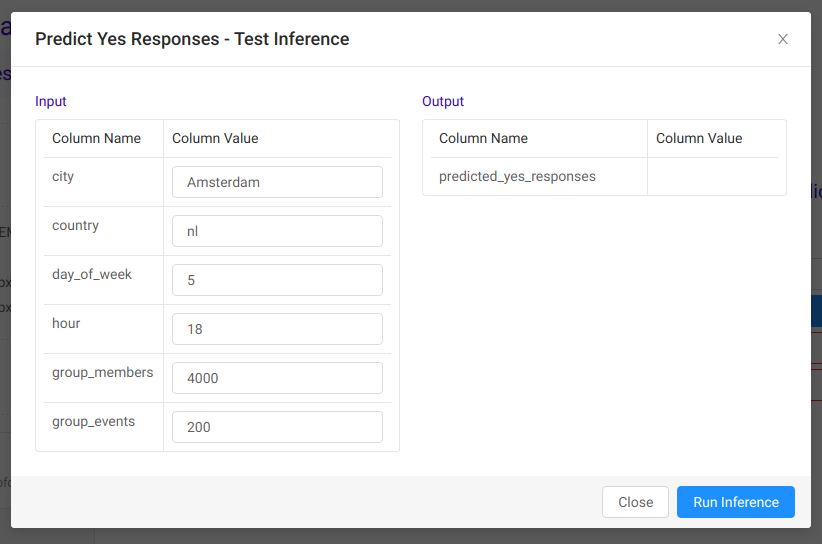 Predict Yes Responses - Test Inference
Input
Column Name Column Value
city Amsterdam
country nl
day_of_week 5
hour 18
group_members 4000
group_events 200
Output
Column Name Column Value
predicted_yes_responses
Close Run Inference